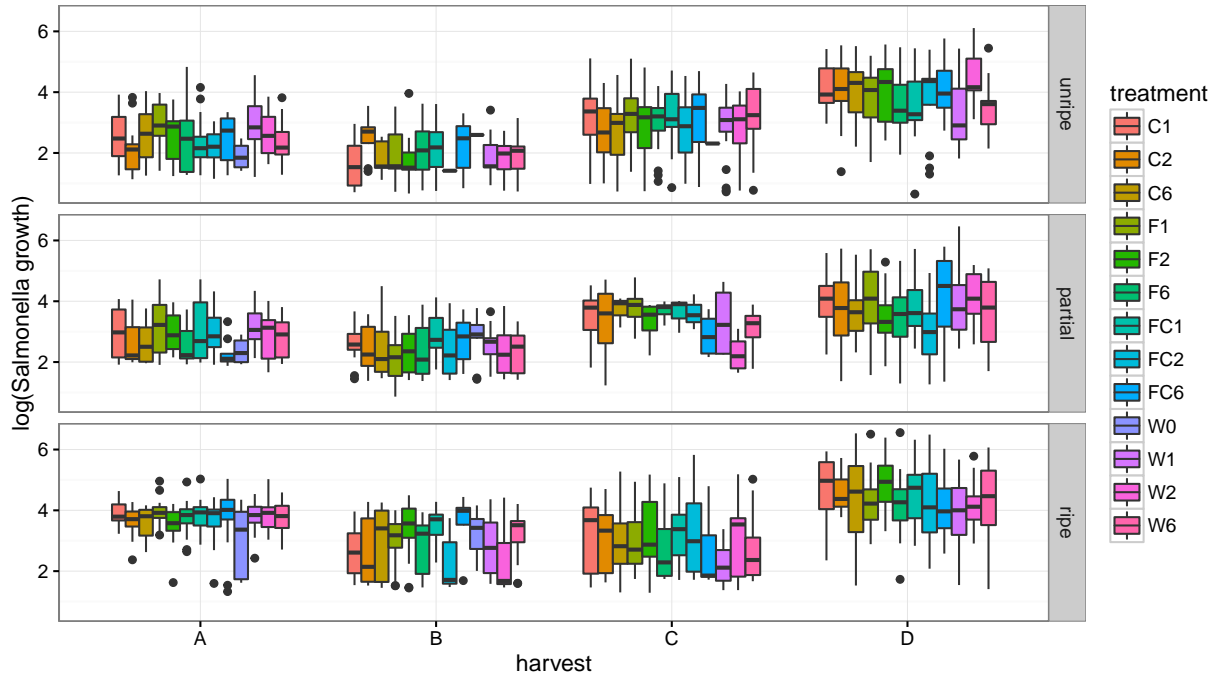 log(Salmonella growth)
6
4
2
unripe
6
4
2
partial
6
4
2
ripe
A
B
C
D
harvest
treatment
C1
C2
C6
F1
F2
F6
FC1
FC2
FC6
W0
W1
W2
W6